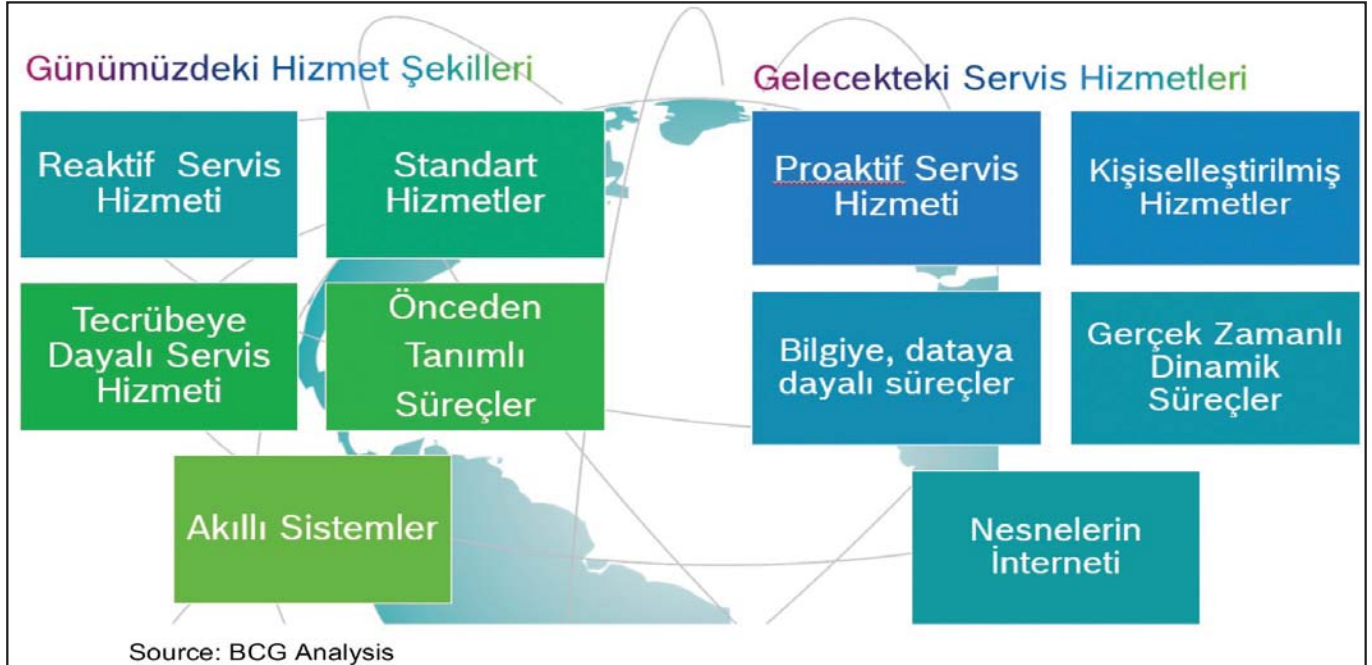 Günümüzdeki Hizmet Şekilleri
Reaktif Servis
Hizmeti
Standart
Hizmetler
Tecrübeye
Dayalı Servis
Hizmeti
Önceden
Tanımlı
Süreçler
Akıllı Sistemler
Gelecekteki Servis Hizmetleri
Proaktif Servis
Hizmeti
Kişiselleştirilmiş
Hizmetler
Bilgiye, dataya
dayalı süreçler
Gerçek Zamanlı
Dinamik
Süreçler
Nesnelerin
İnterneti
Source: BCG Analysis